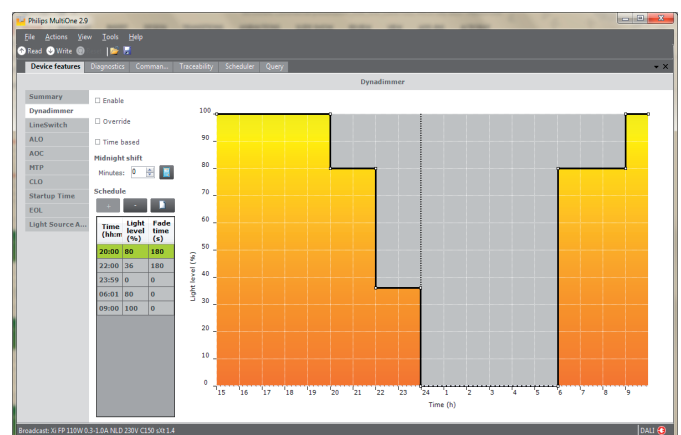 Philips MultiOne 2.9
File Actions View Tools Help
Read Write
Device features Diagnostics Comman... Traceability Scheduler Query
Dynadimmer
Summary
Dynadimmer
LineSwitch
ALO
AOC
MTP
CLO
Startup Time
EOL
Light Source A...
Enable
Override
Time based
Midnight shift
Minutes: 0
Schedule
+ -
Time (hh:m Light level (%) Fade time (s)
20:00 80 180
22:00 36 180
23:59 0 0
06:01 80 0
09:00 100 0
100
90
80
70
60
50
40
30
20
10
0
Light level (%)
15 16 17 18 19 20 21 22 23 24 1 2 3 4 5 6 7 8 9
Time (h)
Broadcast: Xi FP 110W 0.3-1.0A NLD 230V C150 sXt 1.4
DALI